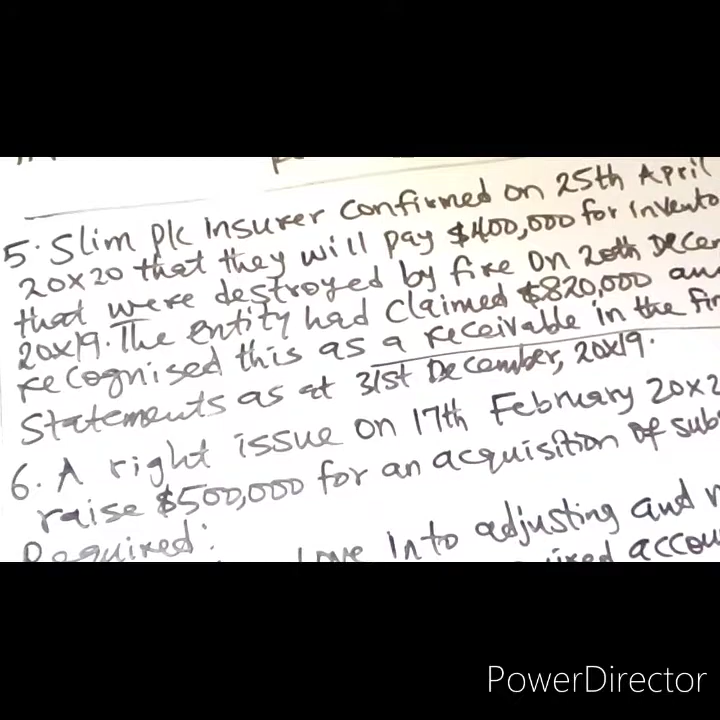 5. Slim plc insurer confirmed on 25th April
20x20 that they will pay $400,000 for Invento
that were destroyed by fire on 20th Decem
20x19. The entity had claimed $820,000 an
recognised this as a receivable in the fin
Statements as at 31st December, 20x19.
6. A right issue on 17th February 20x2
raise $500,000 for an acquisition of sub
Required:
into adjusting and
accou
PowerDirector